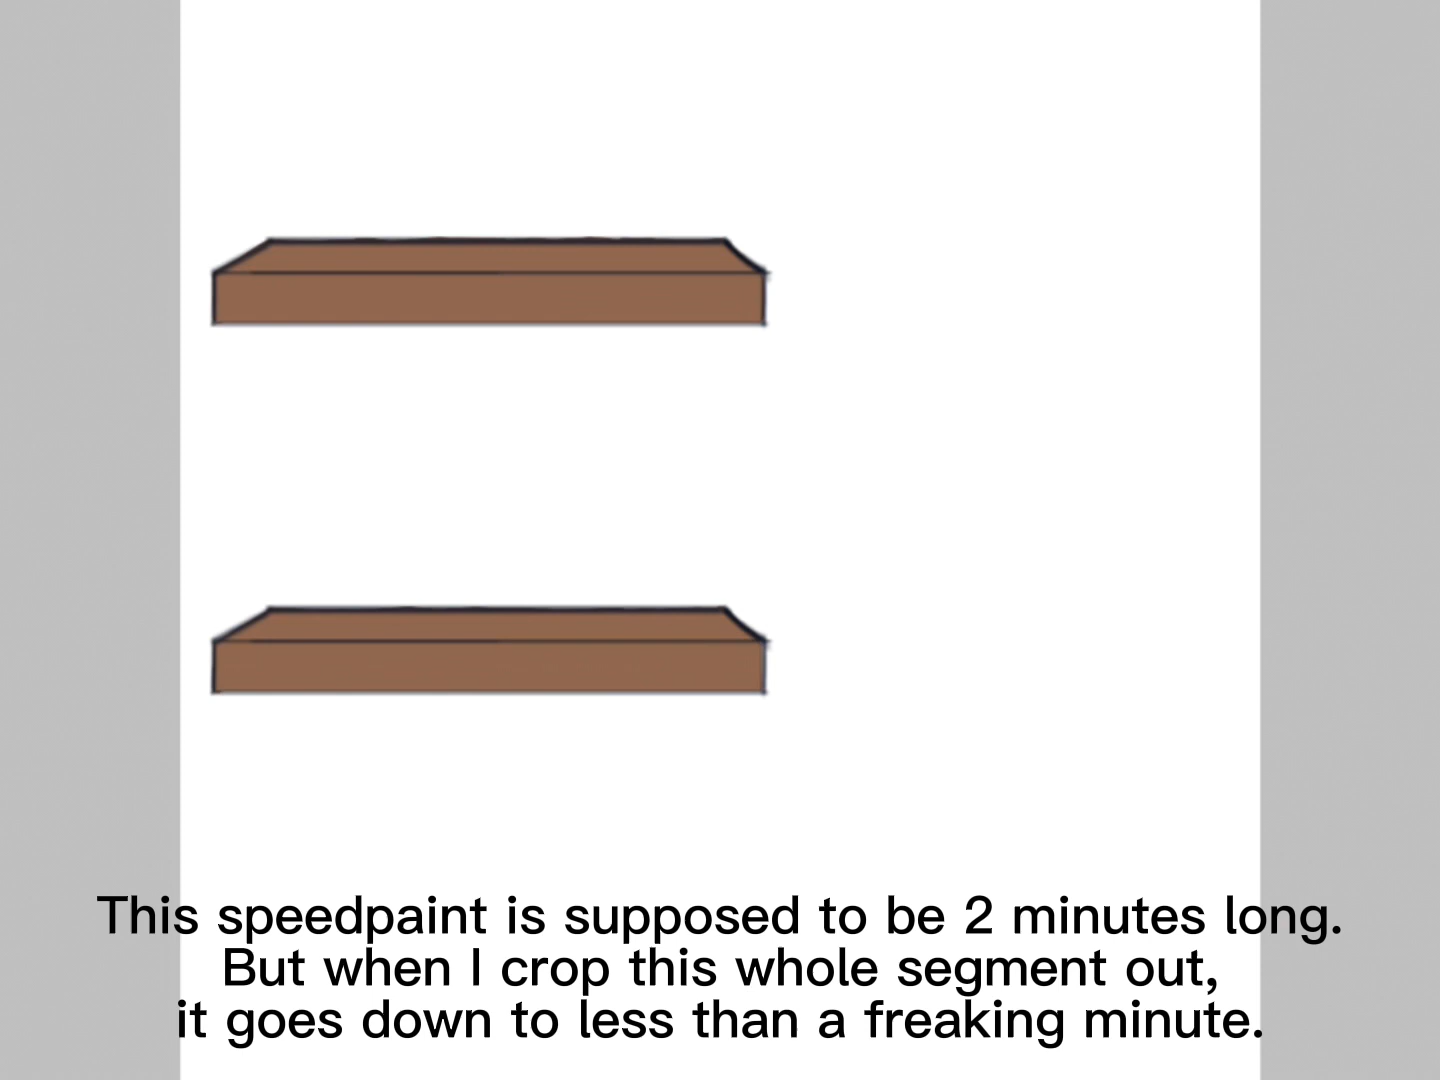 This speedpaint is supposed to be 2 minutes long.
But when I crop this whole segment out,
it goes down to less than a freaking minute.